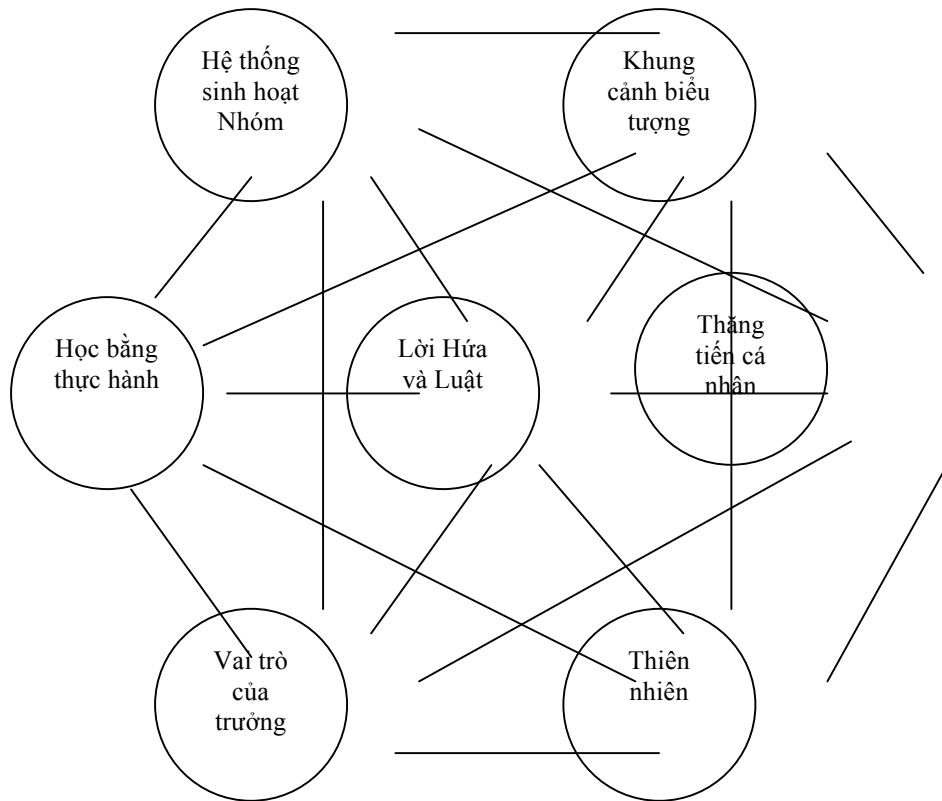 Hệ thống
sinh hoạt
Nhóm
Khung
cảnh biểu
tượng
Học bằng
thực hành
Lời Hứa
và Luật
Thăng
tiến cá
nhân
Vai trò
của
trưởng
Thiên
nhiên